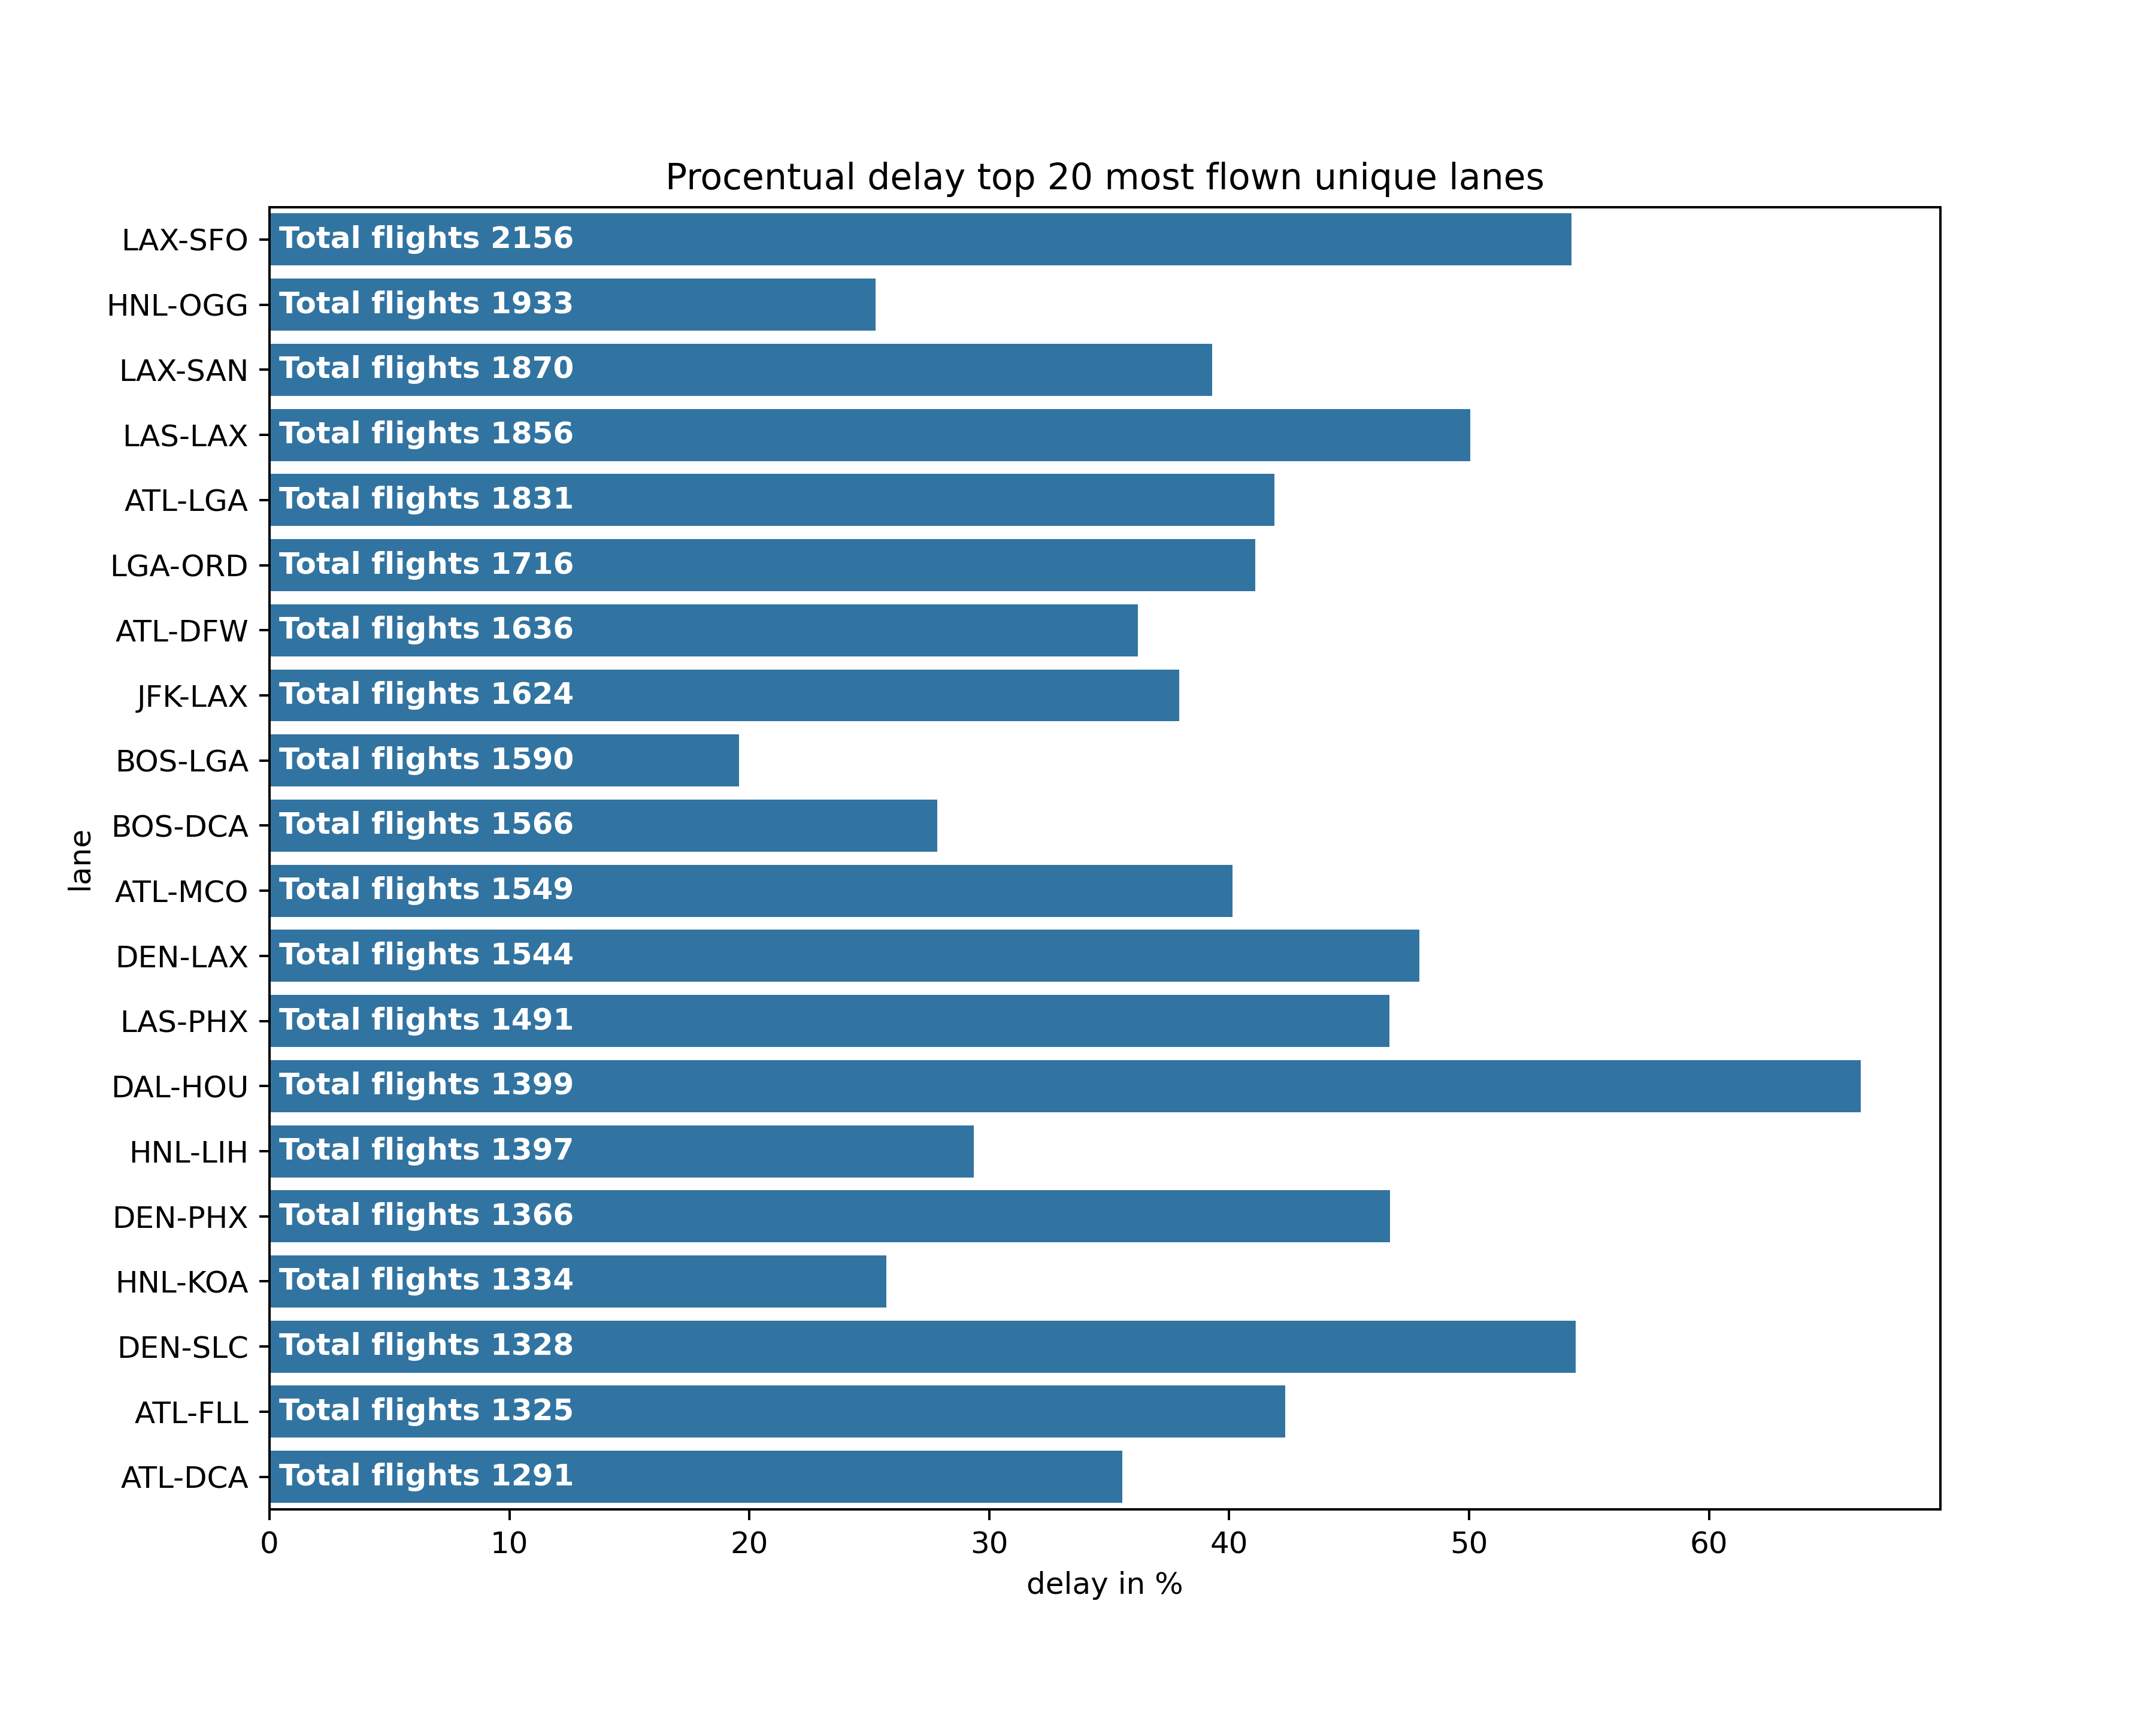 Procentual delay top 20 most flown unique lanes
LAX-SFO Total flights 2156
HNL-OGG Total flights 1933
LAX-SAN Total flights 1870
LAS-LAX Total flights 1856
ATL-LGA Total flights 1831
LGA-ORD Total flights 1716
ATL-DFW Total flights 1636
JFK-LAX Total flights 1624
BOS-LGA Total flights 1590
BOS-DCA Total flights 1566
lane
ATL-MCO Total flights 1549
DEN-LAX Total flights 1544
LAS-PHX Total flights 1491
DAL-HOU Total flights 1399
HNL-LIH Total flights 1397
DEN-PHX Total flights 1366
HNL-KOA Total flights 1334
DEN-SLC Total flights 1328
ATL-FLL Total flights 1325
ATL-DCA Total flights 1291
0 10 20 30 40 50 60
delay in %